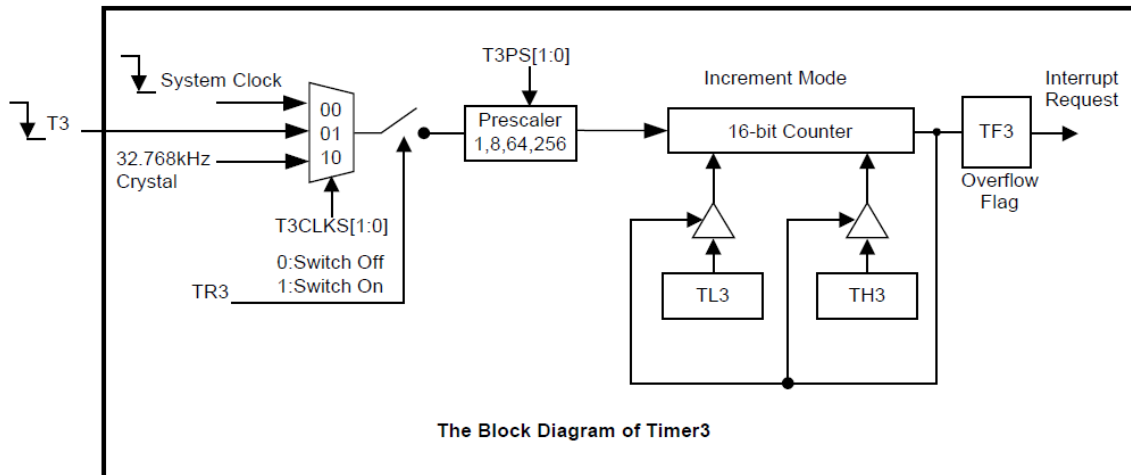 T3PS[1:0]
System Clock
Increment Mode
Interrupt
Request
T3
00
01
10
Prescaler
1,8,64,256
16-bit Counter
TF3
32.768kHz
Crystal
Overflow
Flag
T3CLKS[1:0]
0:Switch Off
1:Switch On
TR3
TL3
TH3
The Block Diagram of Timer3